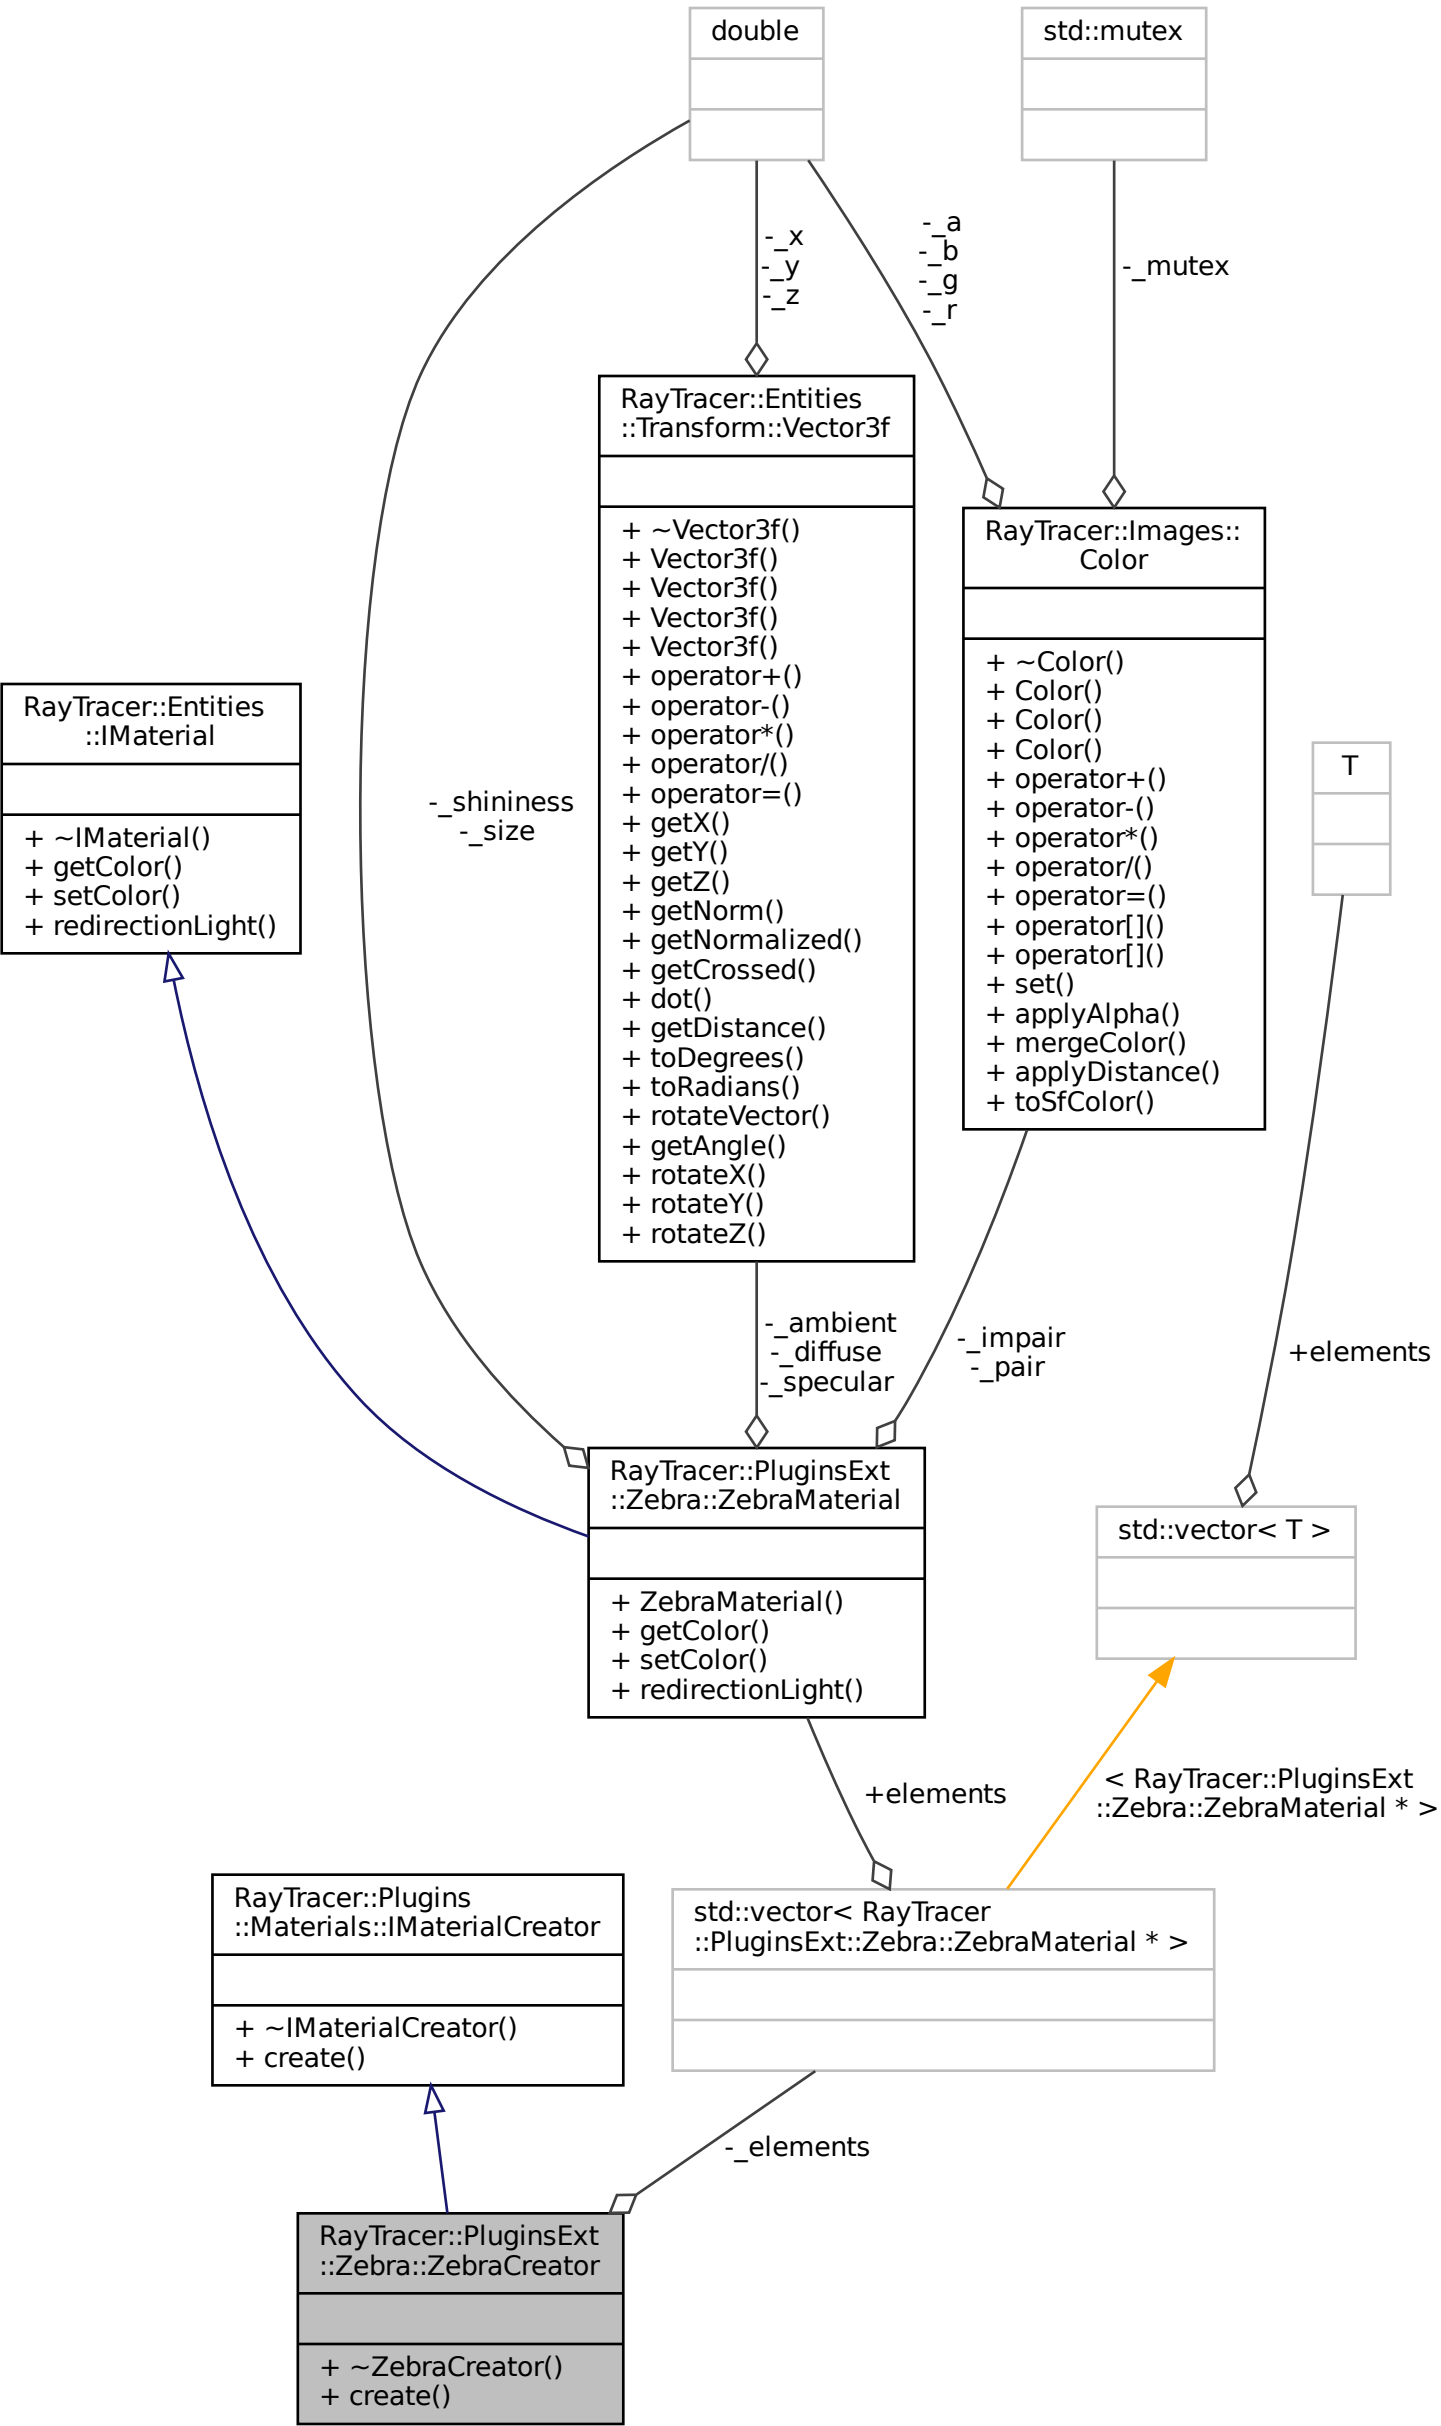 double
std::mutex
-_x
-_y
-_z
-_a
-_b
-_g
-_r
-_mutex
RayTracer::Entities
::Transform::Vector3f
+ ~Vector3f()
+ Vector3f()
+ Vector3f()
+ Vector3f()
+ Vector3f()
+ operator+()
+ operator-()
+ operator*()
+ operator/()
+ operator=()
+ getX()
+ getY()
+ getZ()
+ getNorm()
+ getNormalized()
+ getCrossed()
+ dot()
+ getDistance()
+ toDegrees()
+ toRadians()
+ rotateVector()
+ getAngle()
+ rotateX()
+ rotateY()
+ rotateZ()
RayTracer::Images::
Color
+ ~Color()
+ Color()
+ Color()
+ Color()
+ operator+()
+ operator-()
+ operator*()
+ operator/()
+ operator=()
+ operator[]()
+ operator[]()
+ set()
+ applyAlpha()
+ mergeColor()
+ applyDistance()
+ toSfColor()
RayTracer::Entities
::IMaterial
+ ~IMaterial()
+ getColor()
+ setColor()
+ redirectionLight()
T
-_shininess
-_size
-_ambient
-_diffuse
-_specular
-_impair
-_pair
+elements
RayTracer::PluginsExt
::Zebra::ZebraMaterial
+ ZebraMaterial()
+ getColor()
+ setColor()
+ redirectionLight()
std::vector< T >
+elements
< RayTracer::PluginsExt
::Zebra::ZebraMaterial * >
RayTracer::Plugins
::Materials::IMaterialCreator
+ ~IMaterialCreator()
+ create()
std::vector< RayTracer
::PluginsExt::Zebra::ZebraMaterial * >
-_elements
RayTracer::PluginsExt
::Zebra::ZebraCreator
+ ~ZebraCreator()
+ create()